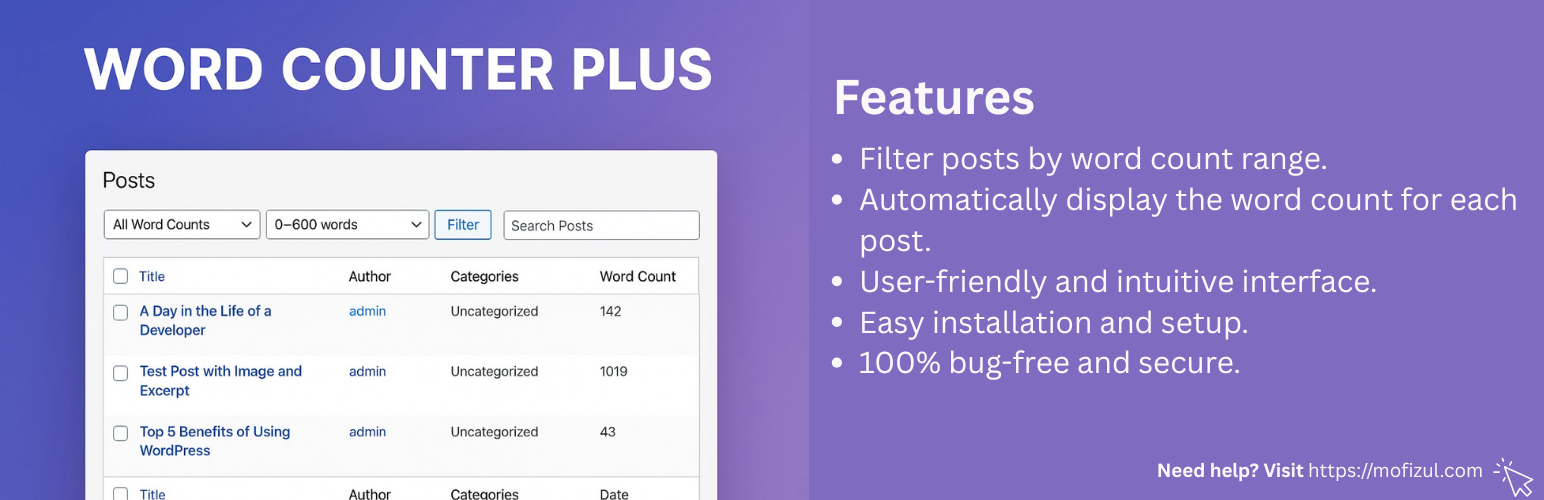 WORD COUNTER PLUS
Posts
All Word Counts 0–600 words Filter Search Posts
Title Author Categories Word Count
A Day in the Life of a
Developer admin Uncategorized 142
Test Post with Image and
Excerpt admin Uncategorized 1019
Top 5 Benefits of Using
WordPress admin Uncategorized 43
Title Author Categories Date
Features
• Filter posts by word count range.
• Automatically display the word count for each
post.
• User-friendly and intuitive interface.
• Easy installation and setup.
• 100% bug-free and secure.
Need help? Visit https://mofizul.com